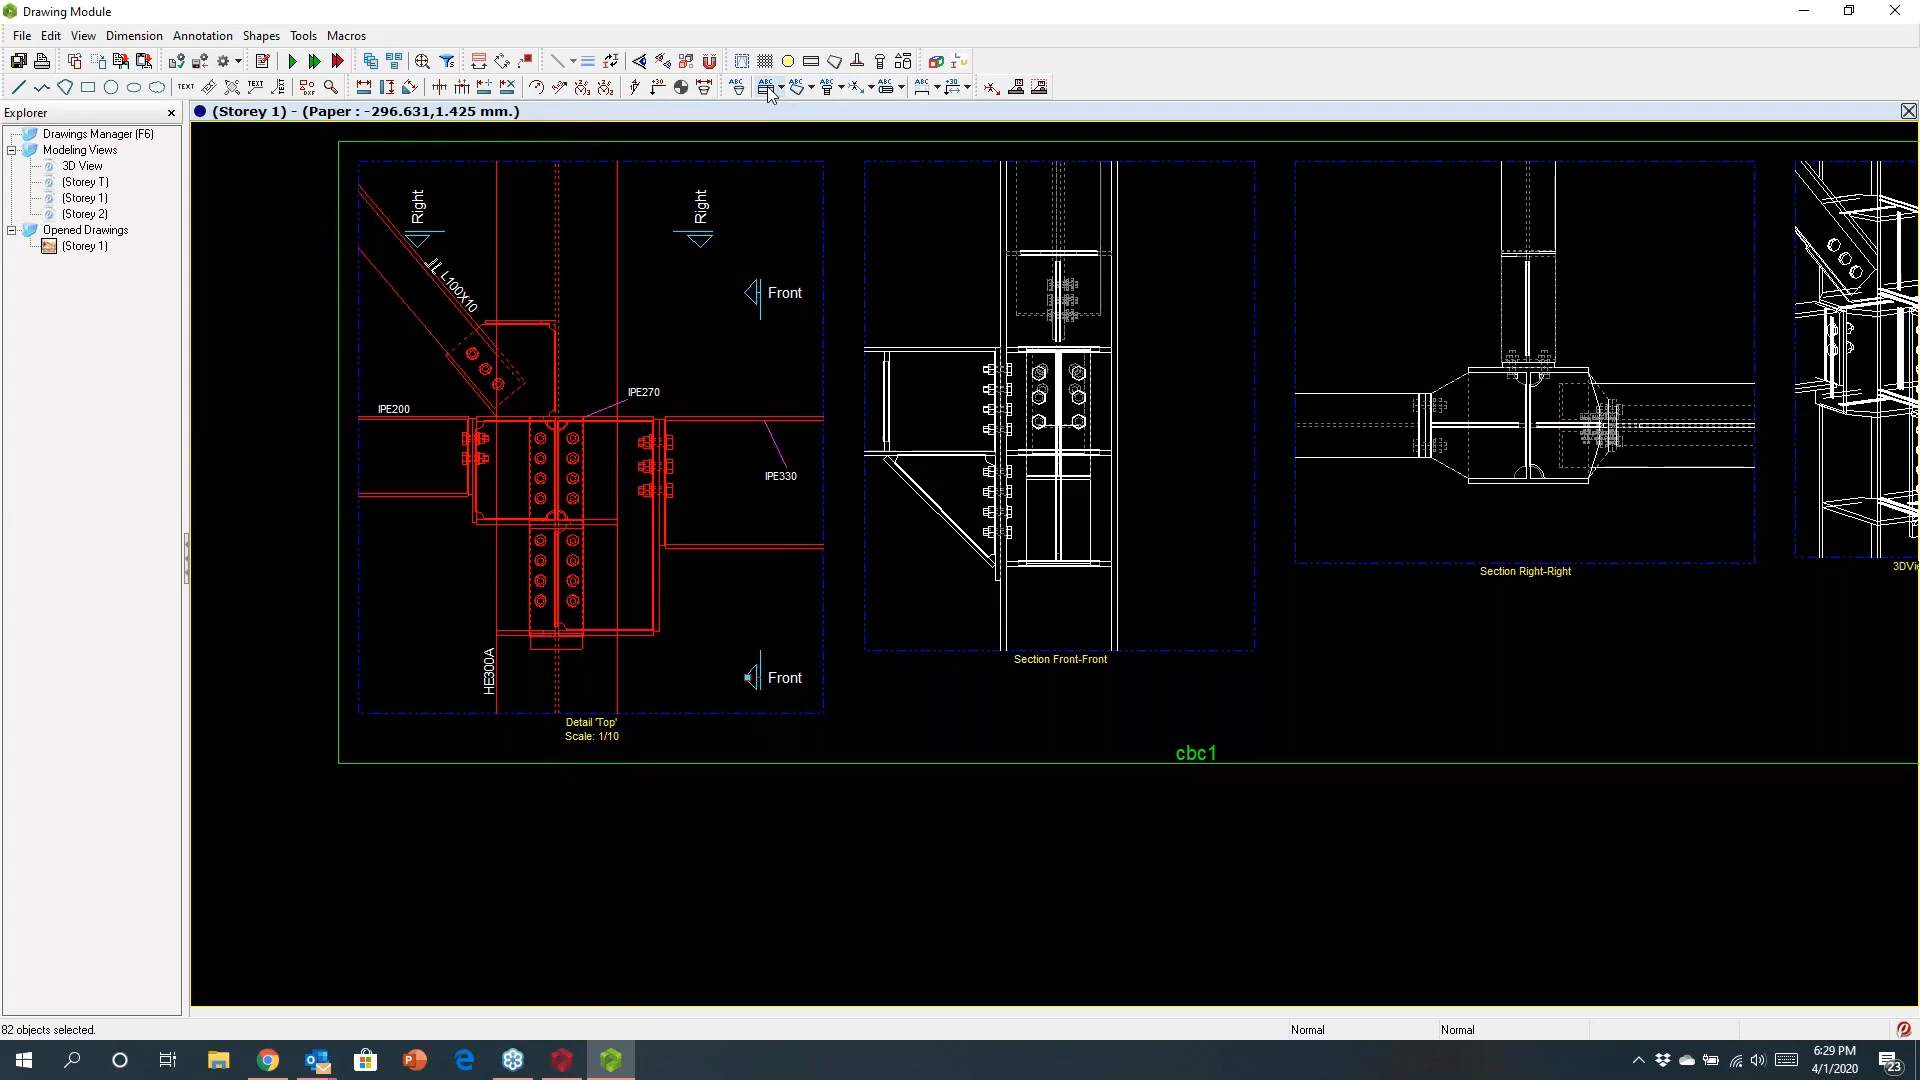 Drawing Module
File Edit View Dimension Annotation Shapes Tools Macros
Explorer
(Storey 1) - (Paper : -296.631,1.425 mm.)
Drawings Manager (F6)
Modeling Views
3D View
(Storey T)
(Storey 1)
(Storey 2)
Opened Drawings
(Storey 1)
Right
Right
JL L100X10
Front
IPE270
IPE200
IPE330
HE300A
Front
Detail 'Top'
Scale: 1/10
Section Front-Front
Section Right-Right
3DVie
cbc1
82 objects selected.
Normal
Normal
6:29 PM
4/1/2020
23